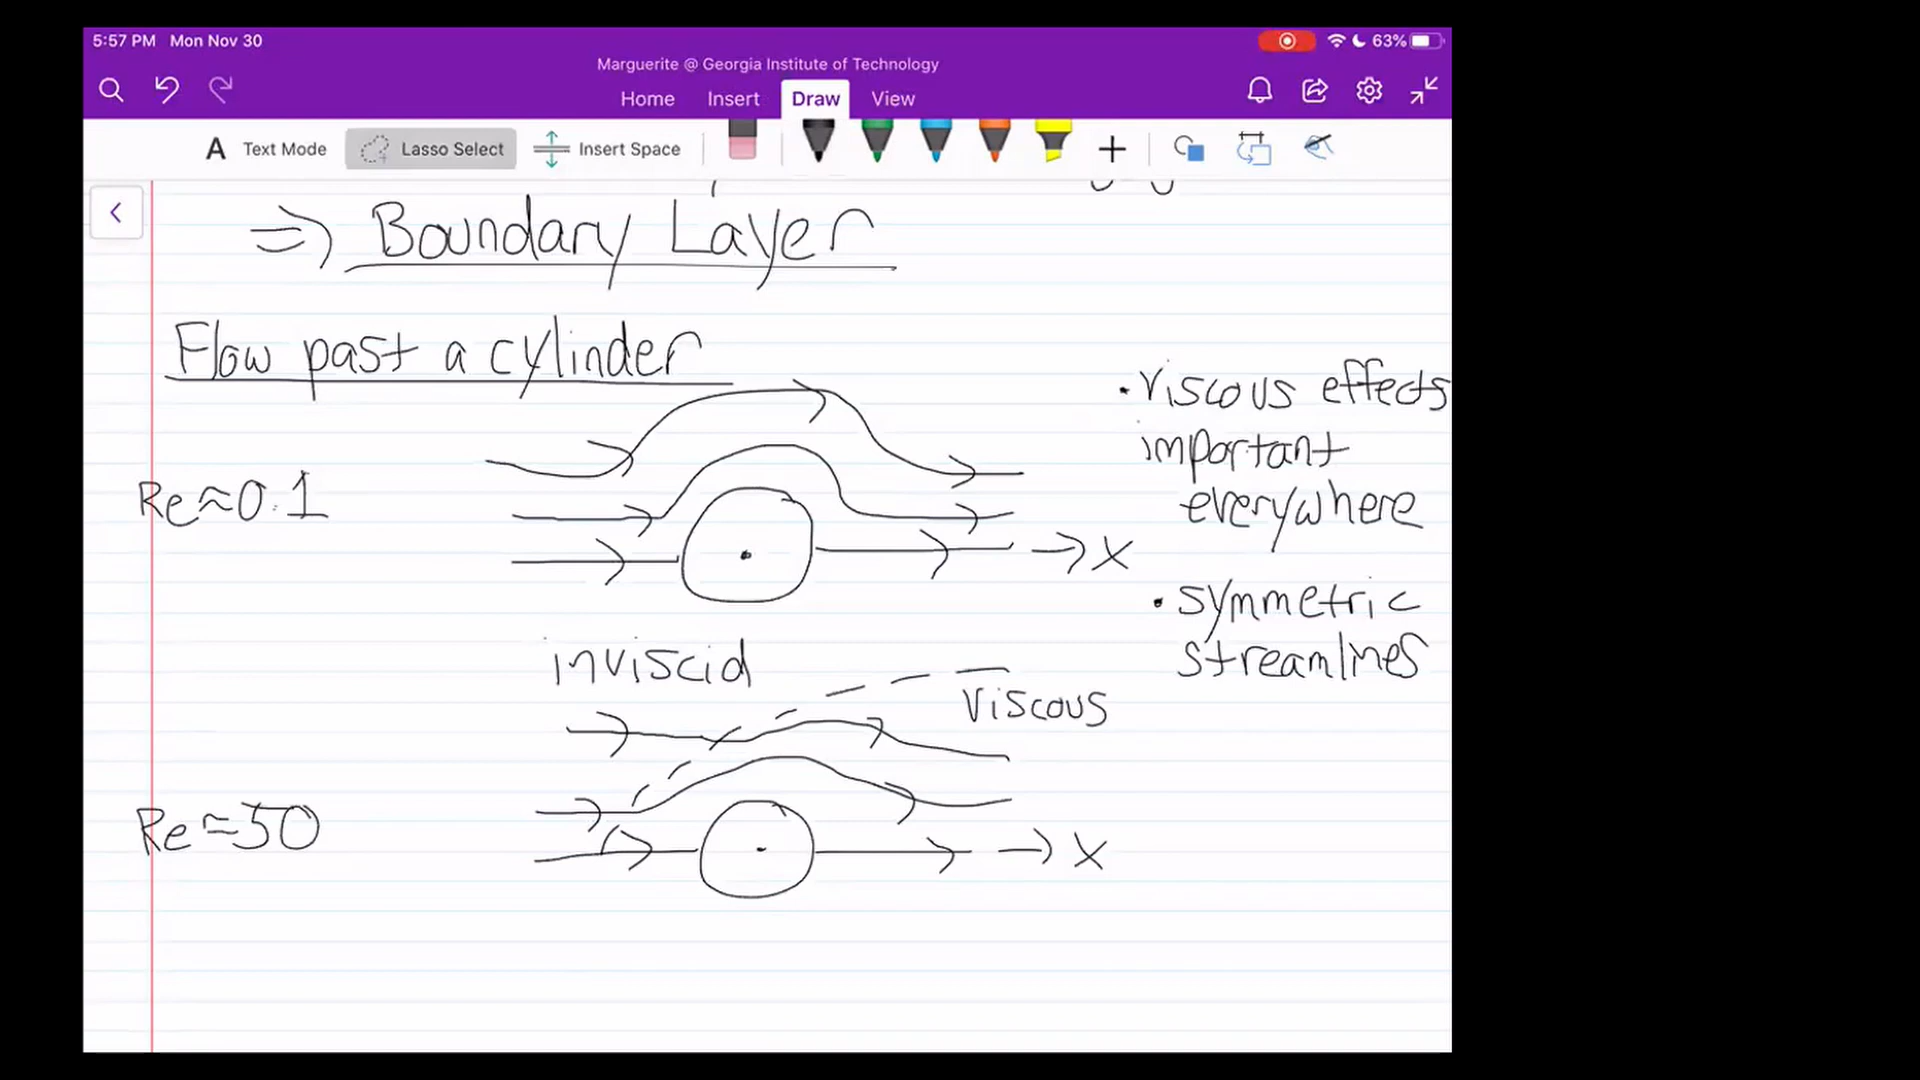 5:57 PM Mon Nov 30
63%
Marguerite @ Georgia Institute of Technology
Home Insert Draw View
A Text Mode Lasso Select Insert Space
=> Boundary Layer
Flow past a cylinder
• viscous effects
important
everywhere
Re≈0.1
→ x
• symmetric
streamlines
inviscid
viscous
Re≈50
→ x